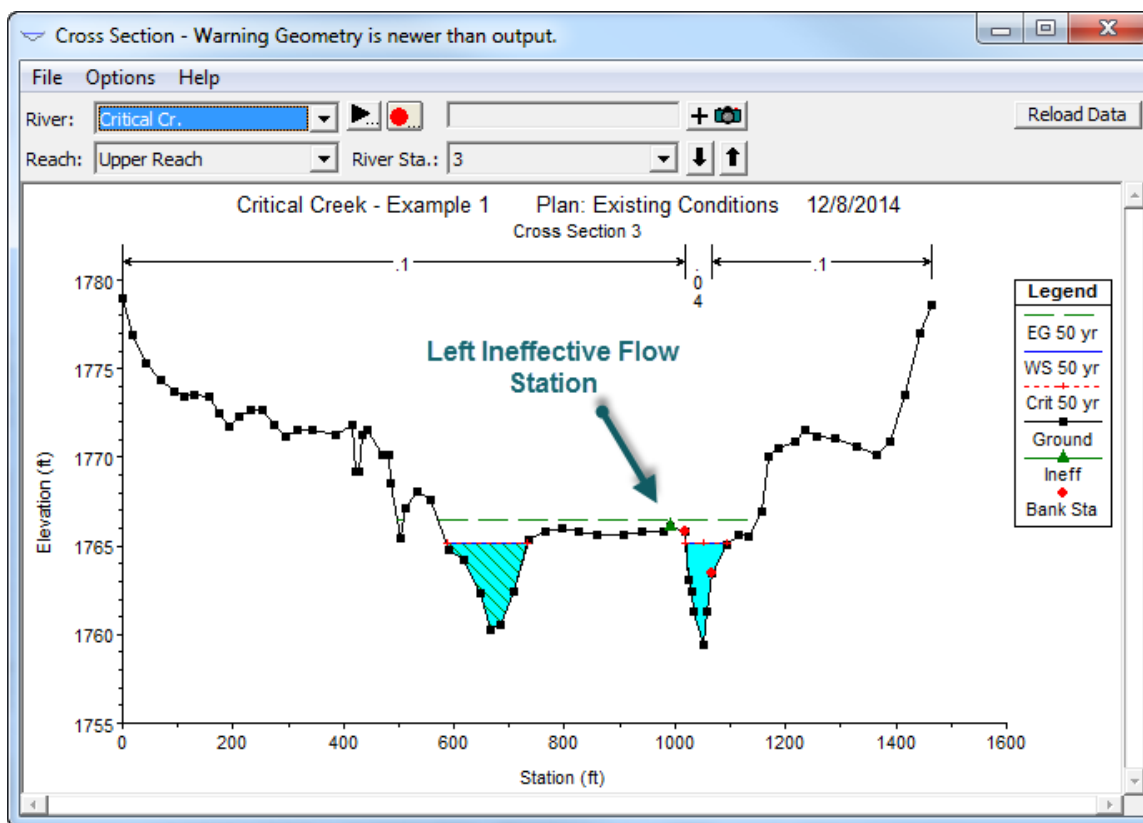 Cross Section - Warning Geometry is newer than output.
File Options Help
River: Critical Cr. Reload Data
Reach: Upper Reach River Sta.: 3
Critical Creek - Example 1 Plan: Existing Conditions 12/8/2014
Cross Section 3
.1 .04 .1
Left Ineffective Flow
Station
Legend
EG 50 yr
WS 50 yr
Crit 50 yr
Ground
Ineff
Bank Sta
Elevation (ft)
1780
1775
1770
1765
1760
1755
0 200 400 600 800 1000 1200 1400 1600
Station (ft)